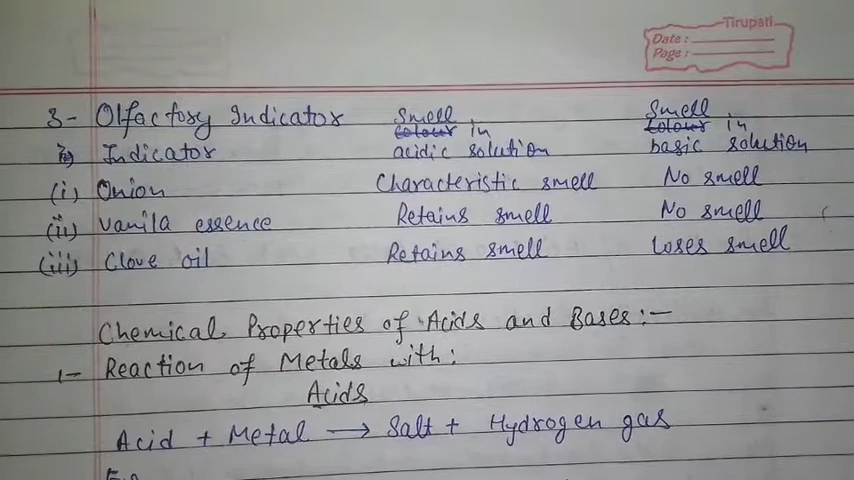 Tirupati
Date:
Page:
3- Olfactory Indicator Smell Smell
colour in colour in
Indicator acidic solution basic solution
(i) Onion Characteristic smell No smell
(ii) vanila essence Retains smell No smell
(iii) Clove oil Retains smell Loses smell
Chemical Properties of Acids and Bases:-
1- Reaction of Metals with:
Acids
Acid + Metal → Salt + Hydrogen gas